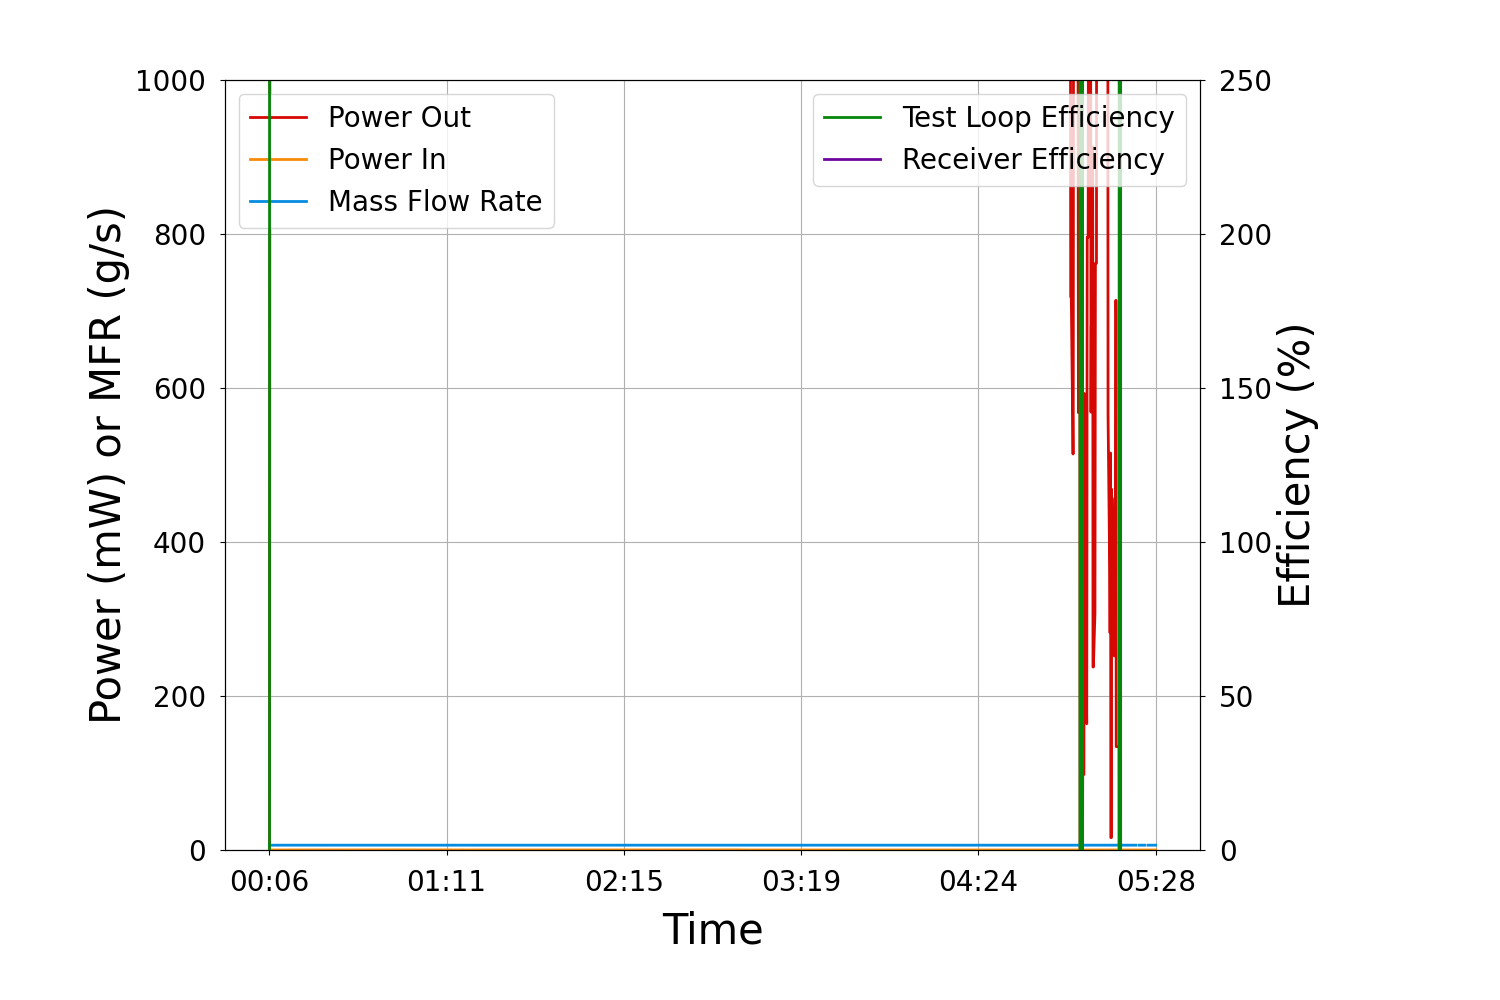 1000
800
600
400
200
0
Power (mW) or MFR (g/s)
Power Out
Power In
Mass Flow Rate
Test Loop Efficiency
Receiver Efficiency
250
200
150
100
50
0
Efficiency (%)
00:06 01:11 02:15 03:19 04:24 05:28
Time